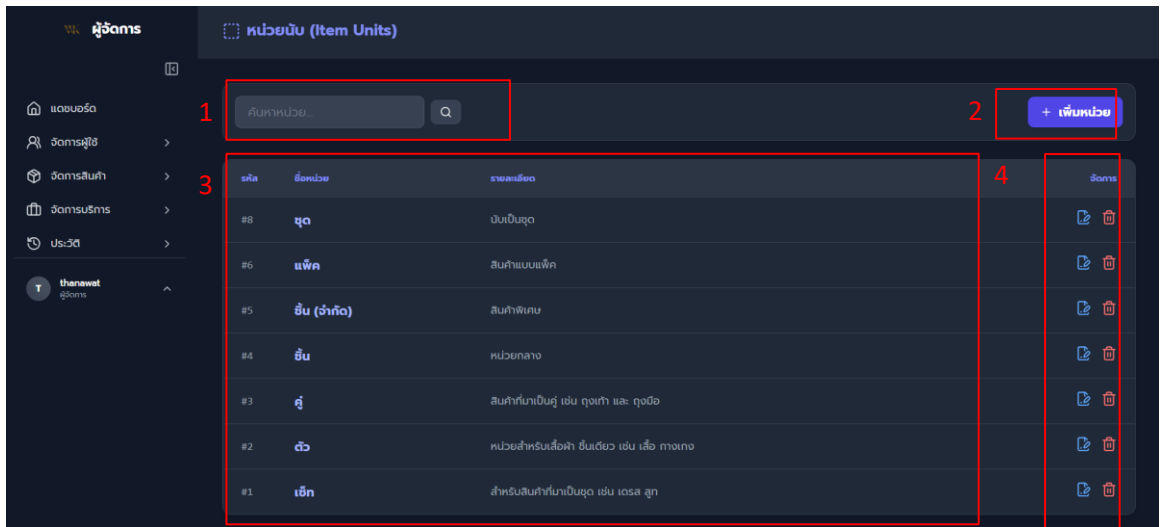 ผู้จัดการ
หน่วยนับ (Item Units)
แดชบอร์ด
จัดการผู้ใช้
จัดการสินค้า
จัดการบริการ
ประวัติ
T
thanawat
ผู้จัดการ
1
ค้นหาหน่วย...
2
+ เพิ่มหน่วย
3
4
รหัส ชื่อหน่วย รายละเอียด จัดการ
#8 ชุด นับเป็นชุด
#6 แพ็ค สินค้าแบบแพ็ค
#5 ชิ้น (จำกัด) สินค้าพิเศษ
#4 ชิ้น หน่วยกลาง
#3 คู่ สินค้าที่มาเป็นคู่ เช่น ถุงเท้า และ ถุงมือ
#2 ตัว หน่วยสำหรับเสื้อผ้า ชิ้นเดียว เช่น เสื้อ กางเกง
#1 เซ็ท สำหรับสินค้าที่มาเป็นชุด เช่น เดรส สูท